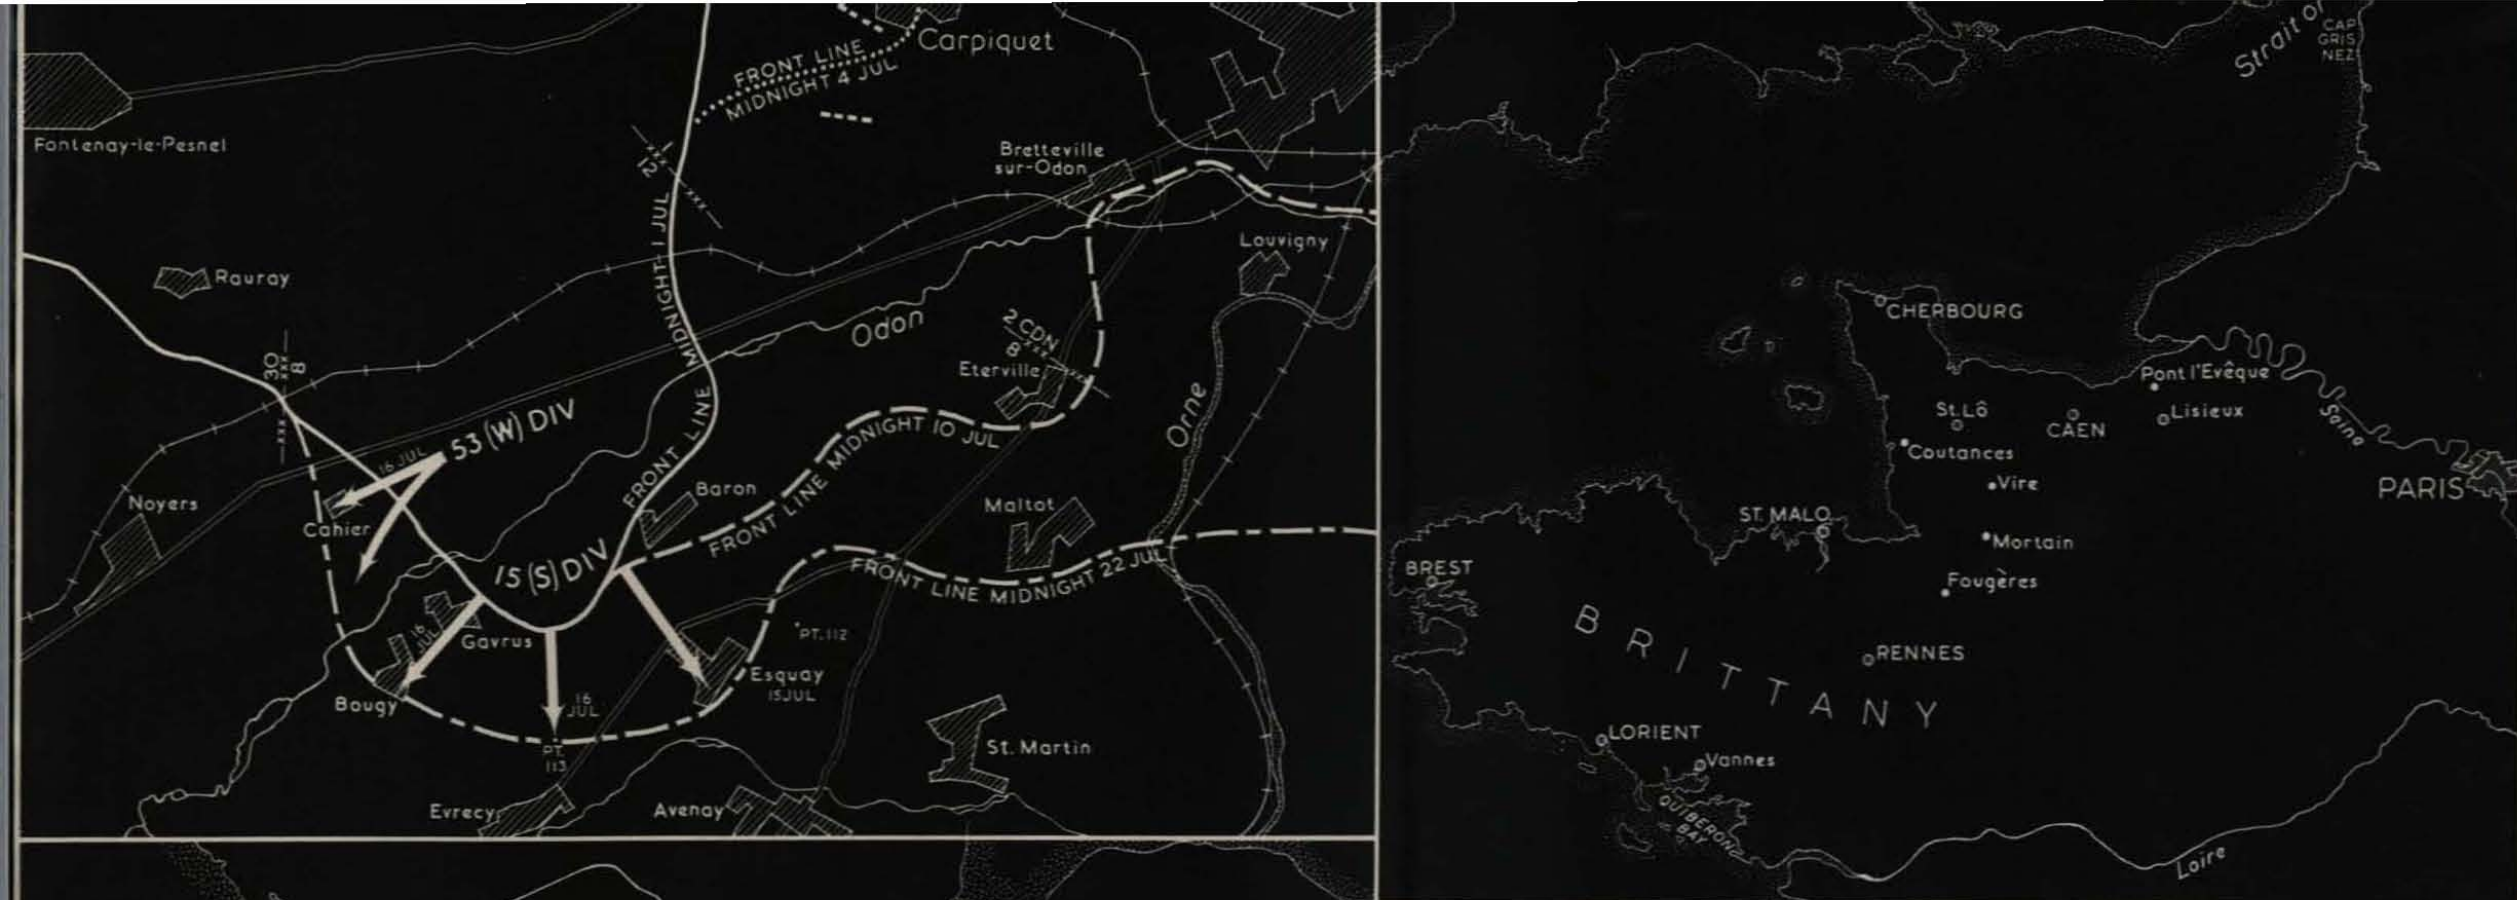 Carpiquet
FRONT LINE
MIDNIGHT 4 JUL
Fontenay-le-Pesnel
12
Bretteville
sur-Odon
FRONT LINE MIDNIGHT 1 JUL
Louvigny
Rauray
Odon
2 CDN
xxx
8
Eterville
30
xxx
8
Orne
53 (W) DIV
16 JUL
FRONT LINE MIDNIGHT 10 JUL
Noyers
Cahier
Baron
Maltot
15 (S) DIV
FRONT LINE MIDNIGHT 22 JUL
16
JUL
Gavrus
PT. 112
Esquay
15 JUL
Bougy
16
JUL
PT.
113
St. Martin
Evrecy
Avenay
Strait of
CAP
GRIS
NEZ
CHERBOURG
Pont l'Evêque
St. Lô
CAEN
Lisieux
Seine
Coutances
Vire
PARIS
ST. MALO
Mortain
BREST
Fougères
BRITTANY
RENNES
LORIENT
Vannes
QUIBERON
BAY
Loire